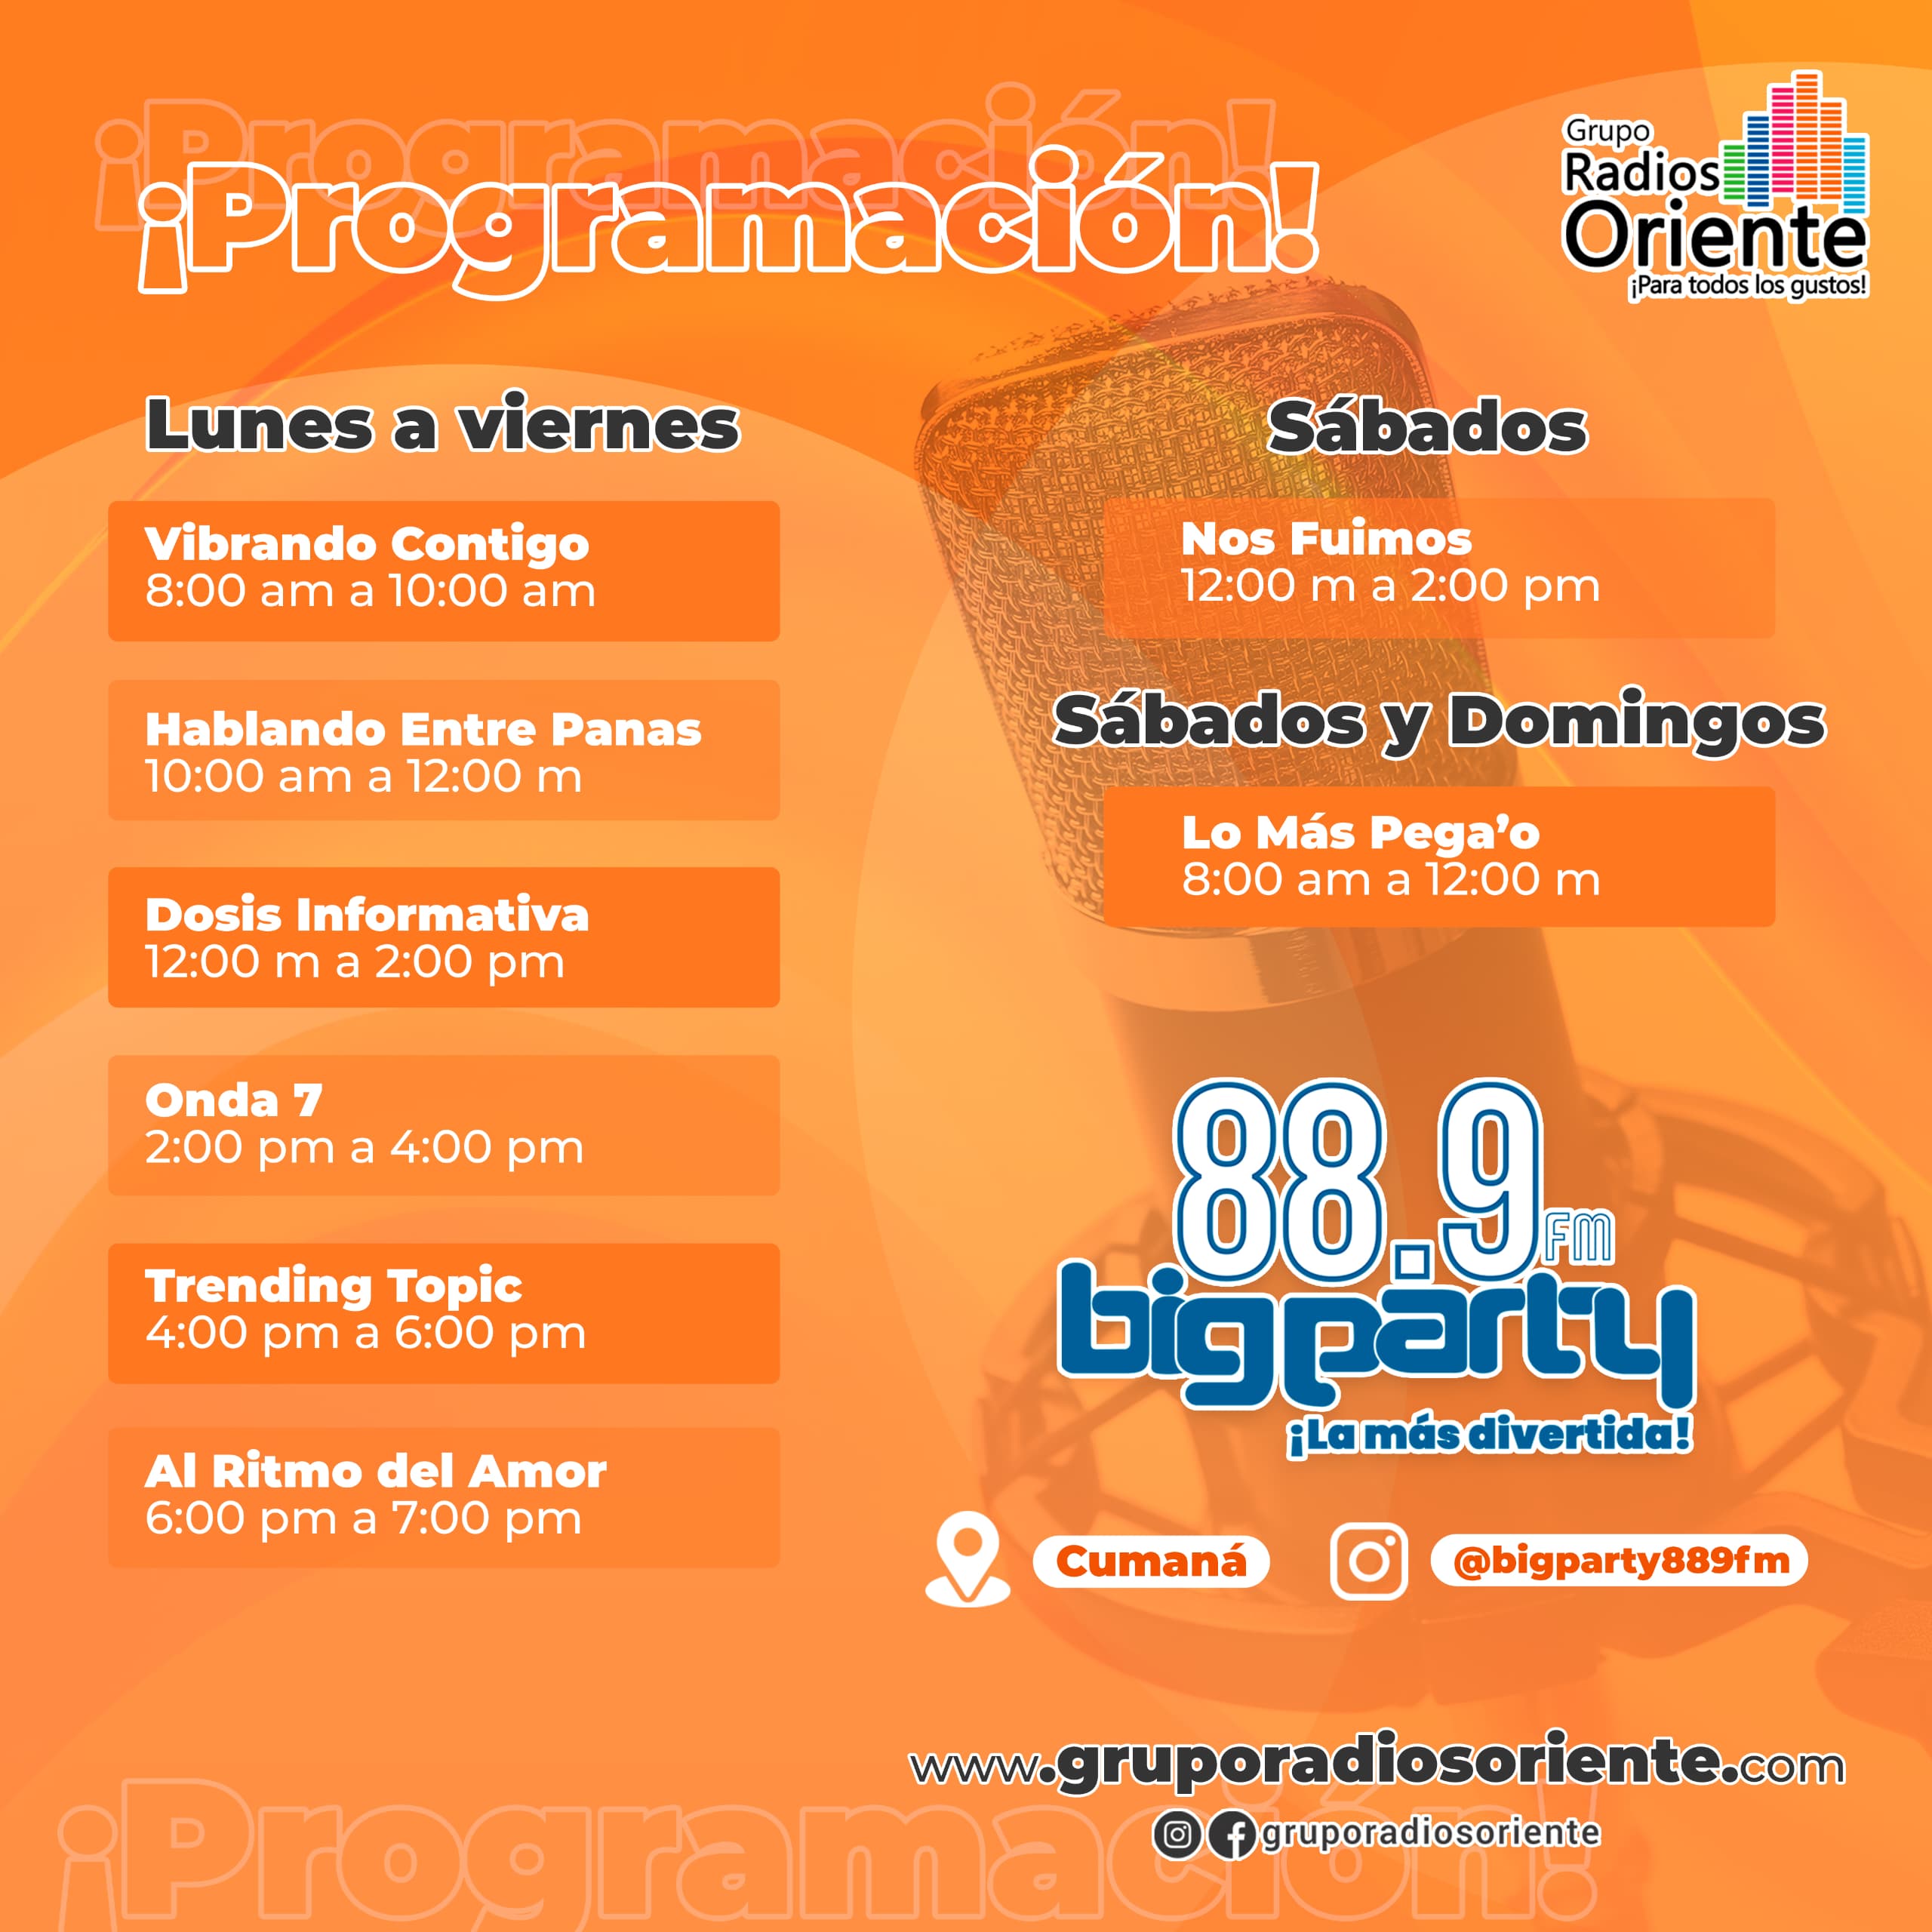 ¡Programación!
¡Programación!
Grupo
Radios
Oriente
¡Para todos los gustos!
Lunes a viernes
Vibrando Contigo
8:00 am a 10:00 am
Hablando Entre Panas
10:00 am a 12:00 m
Dosis Informativa
12:00 m a 2:00 pm
Onda 7
2:00 pm a 4:00 pm
Trending Topic
4:00 pm a 6:00 pm
Al Ritmo del Amor
6:00 pm a 7:00 pm
Sábados
Nos Fuimos
12:00 m a 2:00 pm
Sábados y Domingos
Lo Más Pega’o
8:00 am a 12:00 m
88.9 FM
bigparty
¡La más divertida!
Cumaná
@bigparty889fm
www.gruporadiosoriente.com
gruporadiosoriente
¡Programación!